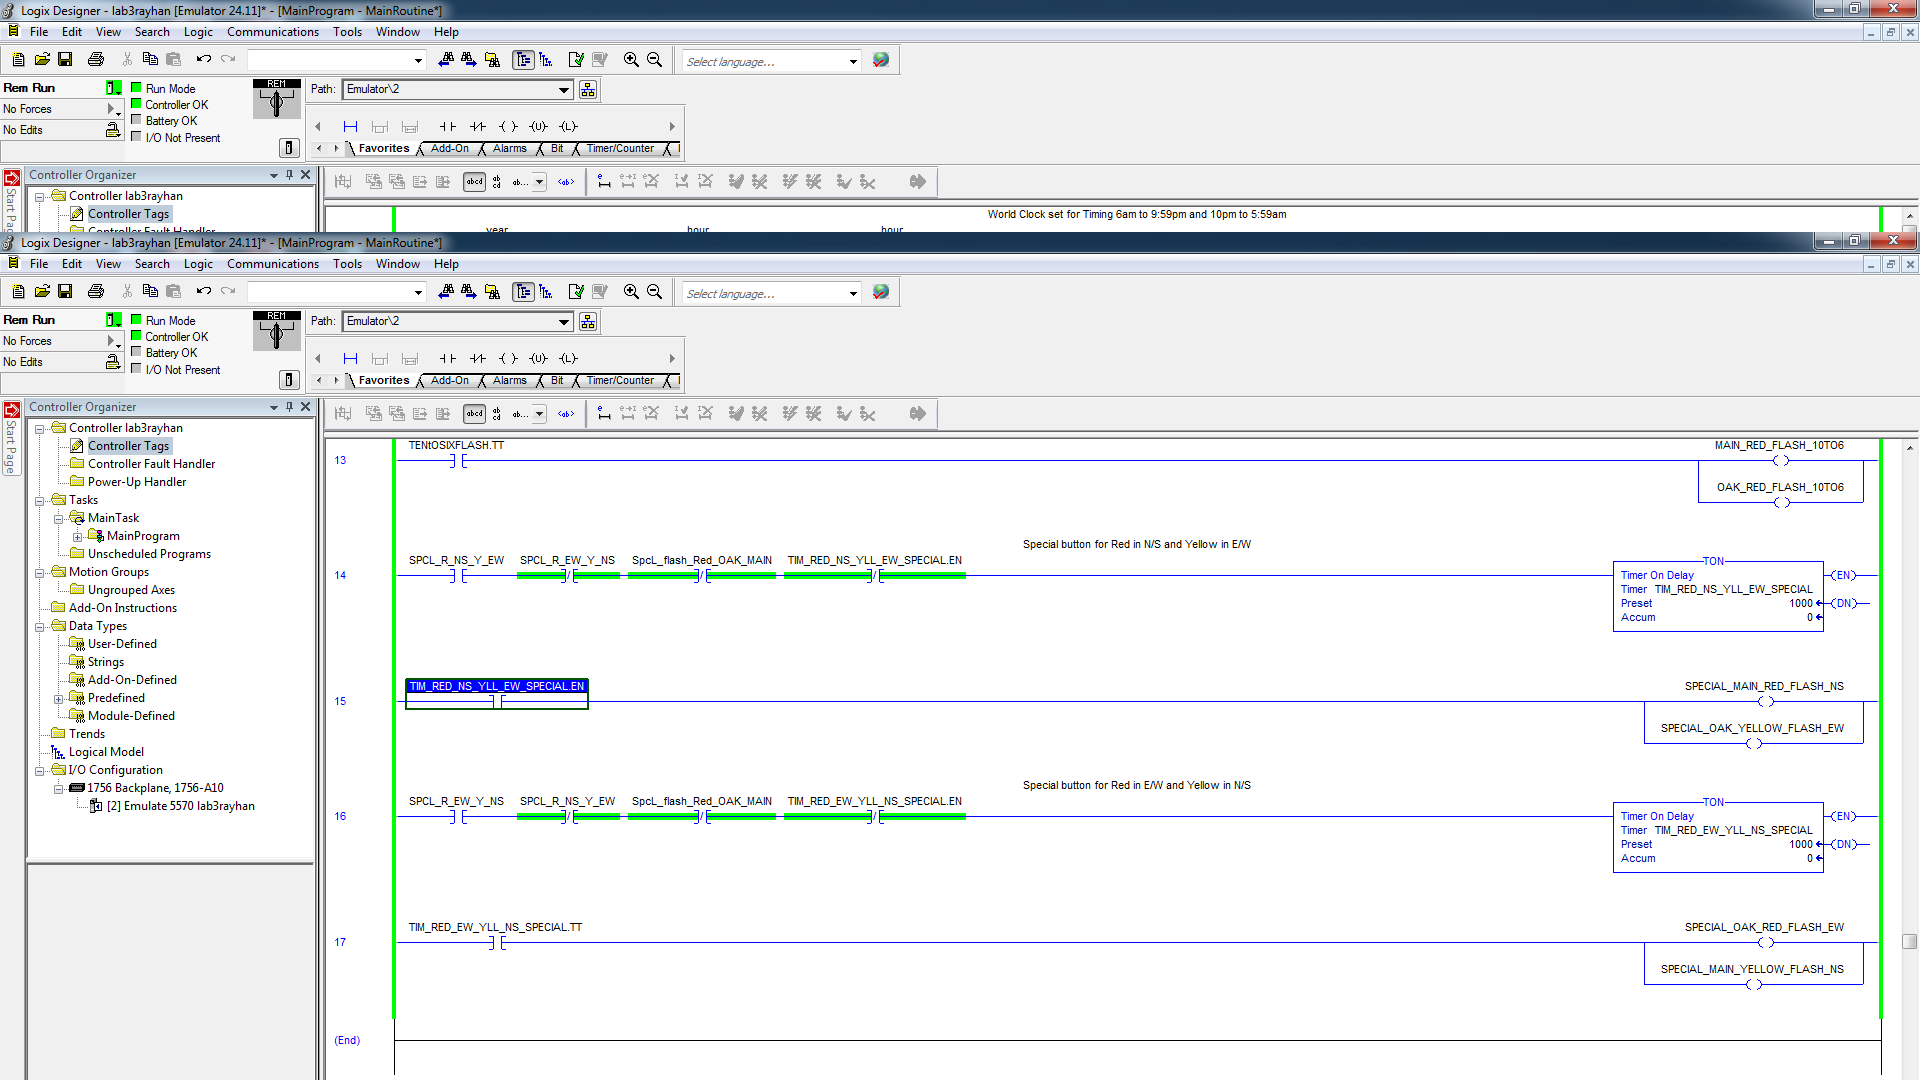 Logix Designer - lab3rayhan [Emulator 24.11]* - [MainProgram - MainRoutine*]
File Edit View Search Logic Communications Tools Window Help
Select language...
Rem Run
No Forces
No Edits
Run Mode
Controller OK
Battery OK
I/O Not Present
REM
Path: Emulator\2
Favorites Add-On Alarms Bit Timer/Counter
Controller Organizer
Controller lab3rayhan
Controller Tags
Controller Fault Handler
Start Pa
abcd ab cd ab... <ab>
World Clock set for Timing 6am to 9:59pm and 10pm to 5:59am
year hour hour
Logix Designer - lab3rayhan [Emulator 24.11]* - [MainProgram - MainRoutine*]
File Edit View Search Logic Communications Tools Window Help
Select language...
Rem Run
No Forces
No Edits
Run Mode
Controller OK
Battery OK
I/O Not Present
REM
Path: Emulator\2
Favorites Add-On Alarms Bit Timer/Counter
Start Page
Controller Organizer
Controller lab3rayhan
Controller Tags
Controller Fault Handler
Power-Up Handler
Tasks
MainTask
MainProgram
Unscheduled Programs
Motion Groups
Ungrouped Axes
Add-On Instructions
Data Types
User-Defined
Strings
Add-On-Defined
Predefined
Module-Defined
Trends
Logical Model
I/O Configuration
1756 Backplane, 1756-A10
[2] Emulate 5570 lab3rayhan
abcd ab cd ab... <ab>
TENtOSIXFLASH.TT MAIN_RED_FLASH_10TO6
13
OAK_RED_FLASH_10TO6
Special button for Red in N/S and Yellow in E/W
SPCL_R_NS_Y_EW SPCL_R_EW_Y_NS SpcL_flash_Red_OAK_MAIN TIM_RED_NS_YLL_EW_SPECIAL.EN
14
TON
Timer On Delay (EN)
Timer TIM_RED_NS_YLL_EW_SPECIAL
Preset 1000 (DN)
Accum 0
TIM_RED_NS_YLL_EW_SPECIAL.EN SPECIAL_MAIN_RED_FLASH_NS
15
SPECIAL_OAK_YELLOW_FLASH_EW
Special button for Red in E/W and Yellow in N/S
SPCL_R_EW_Y_NS SPCL_R_NS_Y_EW SpcL_flash_Red_OAK_MAIN TIM_RED_EW_YLL_NS_SPECIAL.EN
16
TON
Timer On Delay (EN)
Timer TIM_RED_EW_YLL_NS_SPECIAL
Preset 1000 (DN)
Accum 0
TIM_RED_EW_YLL_NS_SPECIAL.TT SPECIAL_OAK_RED_FLASH_EW
17
SPECIAL_MAIN_YELLOW_FLASH_NS
(End)